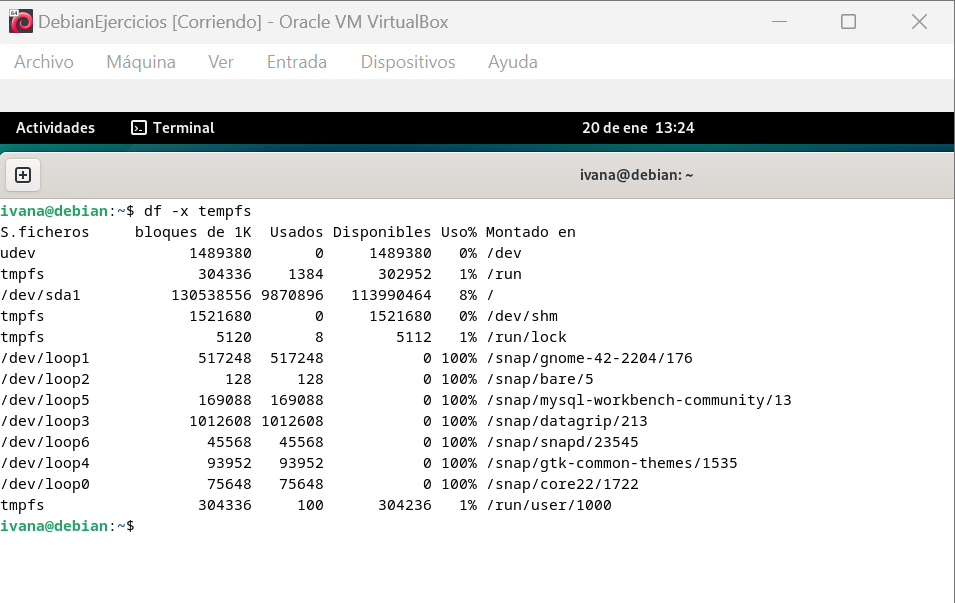 DebianEjercicios [Corriendo] - Oracle VM VirtualBox
Archivo Máquina Ver Entrada Dispositivos Ayuda
Actividades Terminal 20 de ene 13:24
ivana@debian: ~
ivana@debian:~$ df -x tempfs
S.ficheros bloques de 1K Usados Disponibles Uso% Montado en
udev 1489380 0 1489380 0% /dev
tmpfs 304336 1384 302952 1% /run
/dev/sda1 130538556 9870896 113990464 8% /
tmpfs 1521680 0 1521680 0% /dev/shm
tmpfs 5120 8 5112 1% /run/lock
/dev/loop1 517248 517248 0 100% /snap/gnome-42-2204/176
/dev/loop2 128 128 0 100% /snap/bare/5
/dev/loop5 169088 169088 0 100% /snap/mysql-workbench-community/13
/dev/loop3 1012608 1012608 0 100% /snap/datagrip/213
/dev/loop6 45568 45568 0 100% /snap/snapd/23545
/dev/loop4 93952 93952 0 100% /snap/gtk-common-themes/1535
/dev/loop0 75648 75648 0 100% /snap/core22/1722
tmpfs 304336 100 304236 1% /run/user/1000
ivana@debian:~$